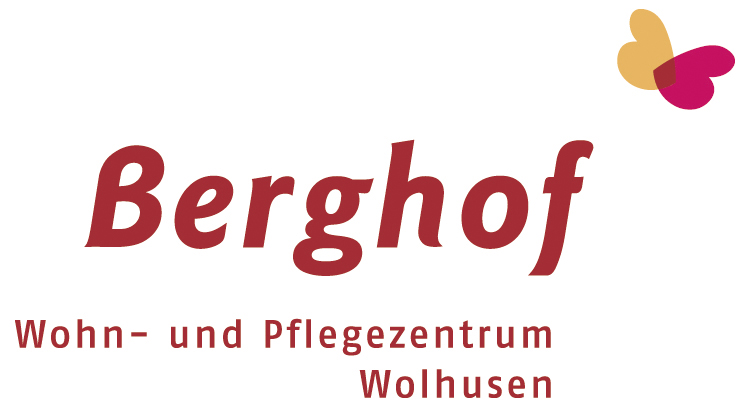 Berghof
Wohn- und Pflegezentrum
Wolhusen